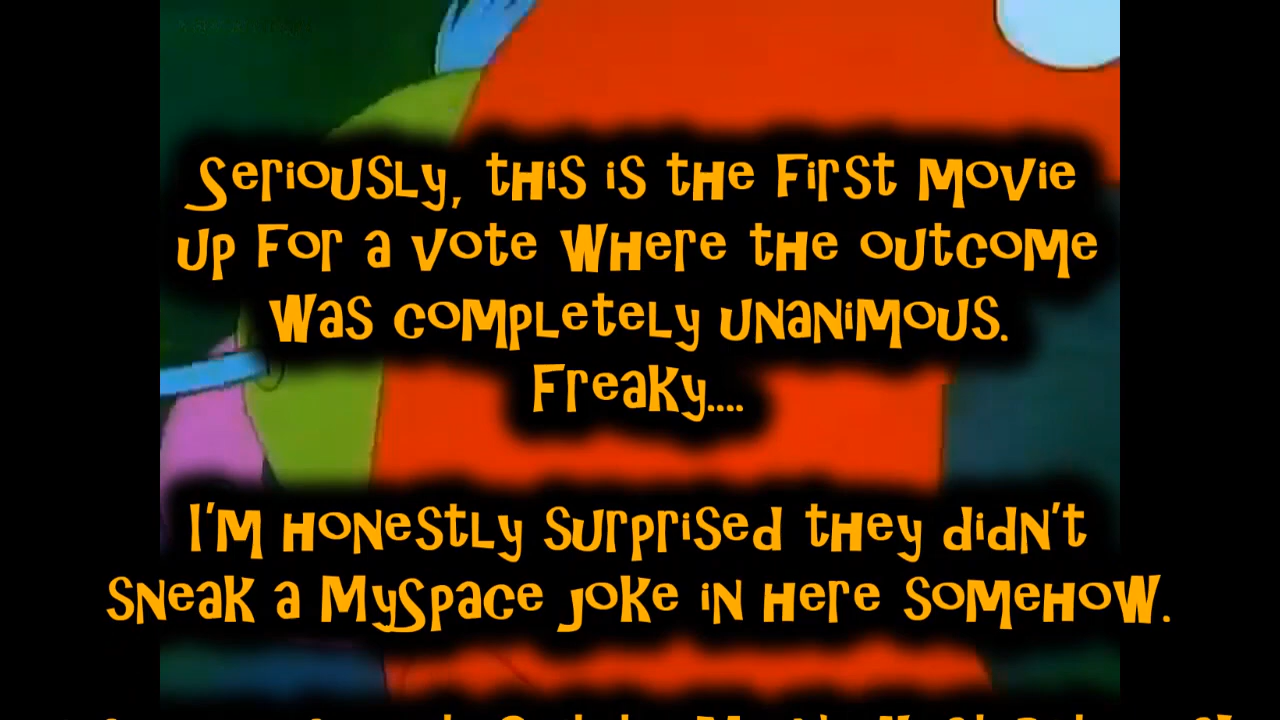 Seriously, this is the first movie
up for a vote where the outcome
was completely unanimous.
Freaky....
I'm honestly surprised they didn't
sneak a MySpace joke in here somehow.